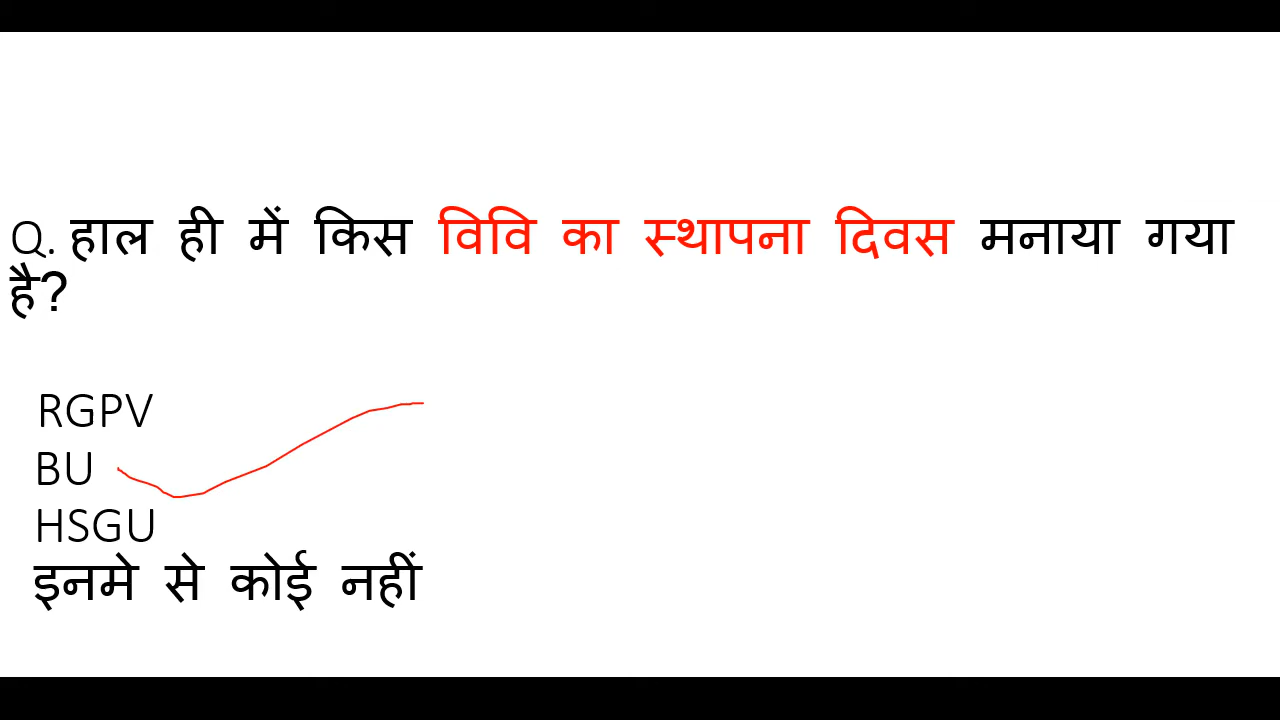 Q. हाल ही में किस विवि का स्थापना दिवस मनाया गया
है?
RGPV
BU
HSGU
इनमे से कोई नहीं